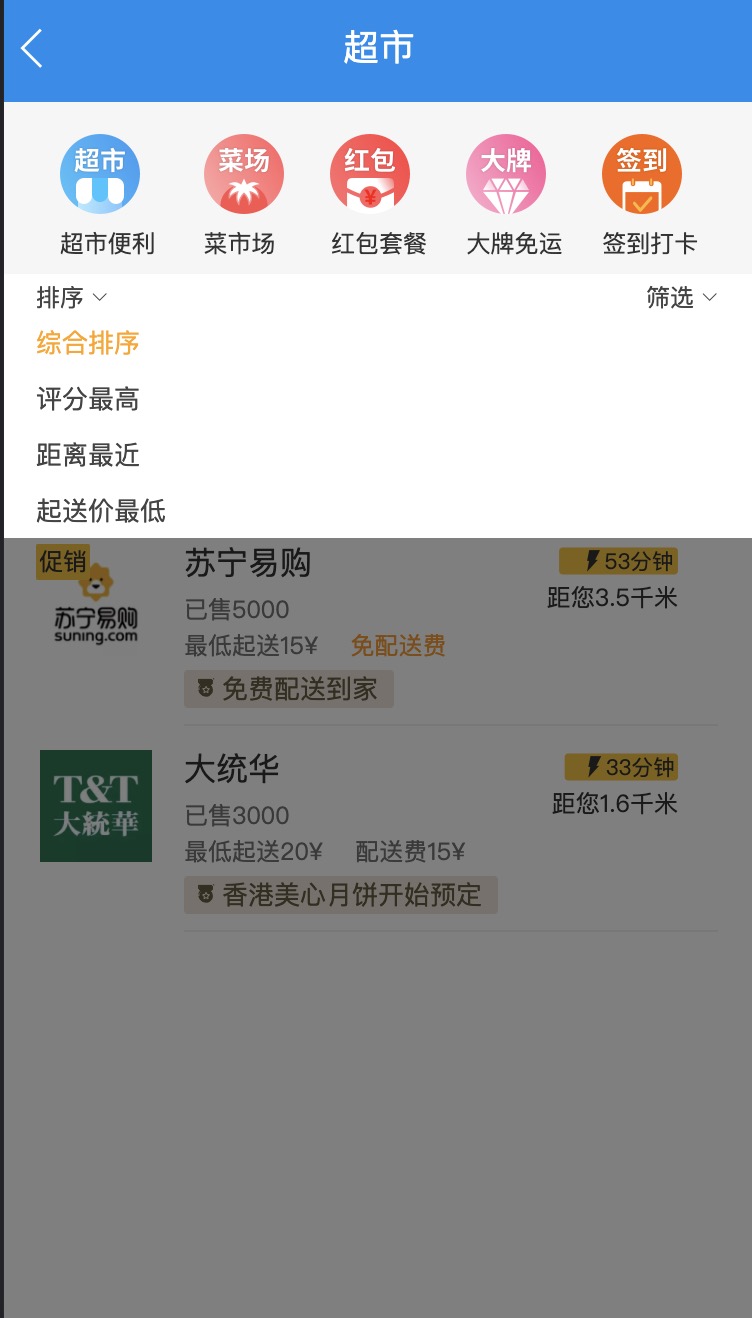 超市
超市 菜场 红包 大牌 签到
¥
超市便利 菜市场 红包套餐 大牌免运 签到打卡
排序 筛选
综合排序
评分最高
距离最近
起送价最低
促销 苏宁易购 53分钟
苏宁易购
suning.com
已售5000 距您3.5千米
最低起送15¥ 免配送费
免费配送到家
T&T
大統華
大统华 33分钟
已售3000 距您1.6千米
最低起送20¥ 配送费15¥
香港美心月饼开始预定